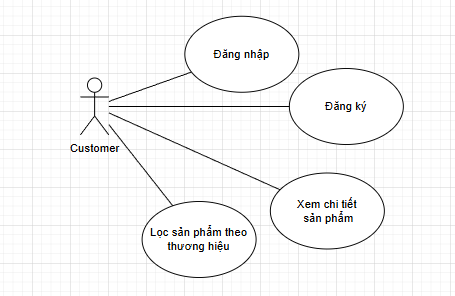 Đăng nhập
Đăng ký
Customer
Xem chi tiết
sản phẩm
Lọc sản phẩm theo
thương hiệu